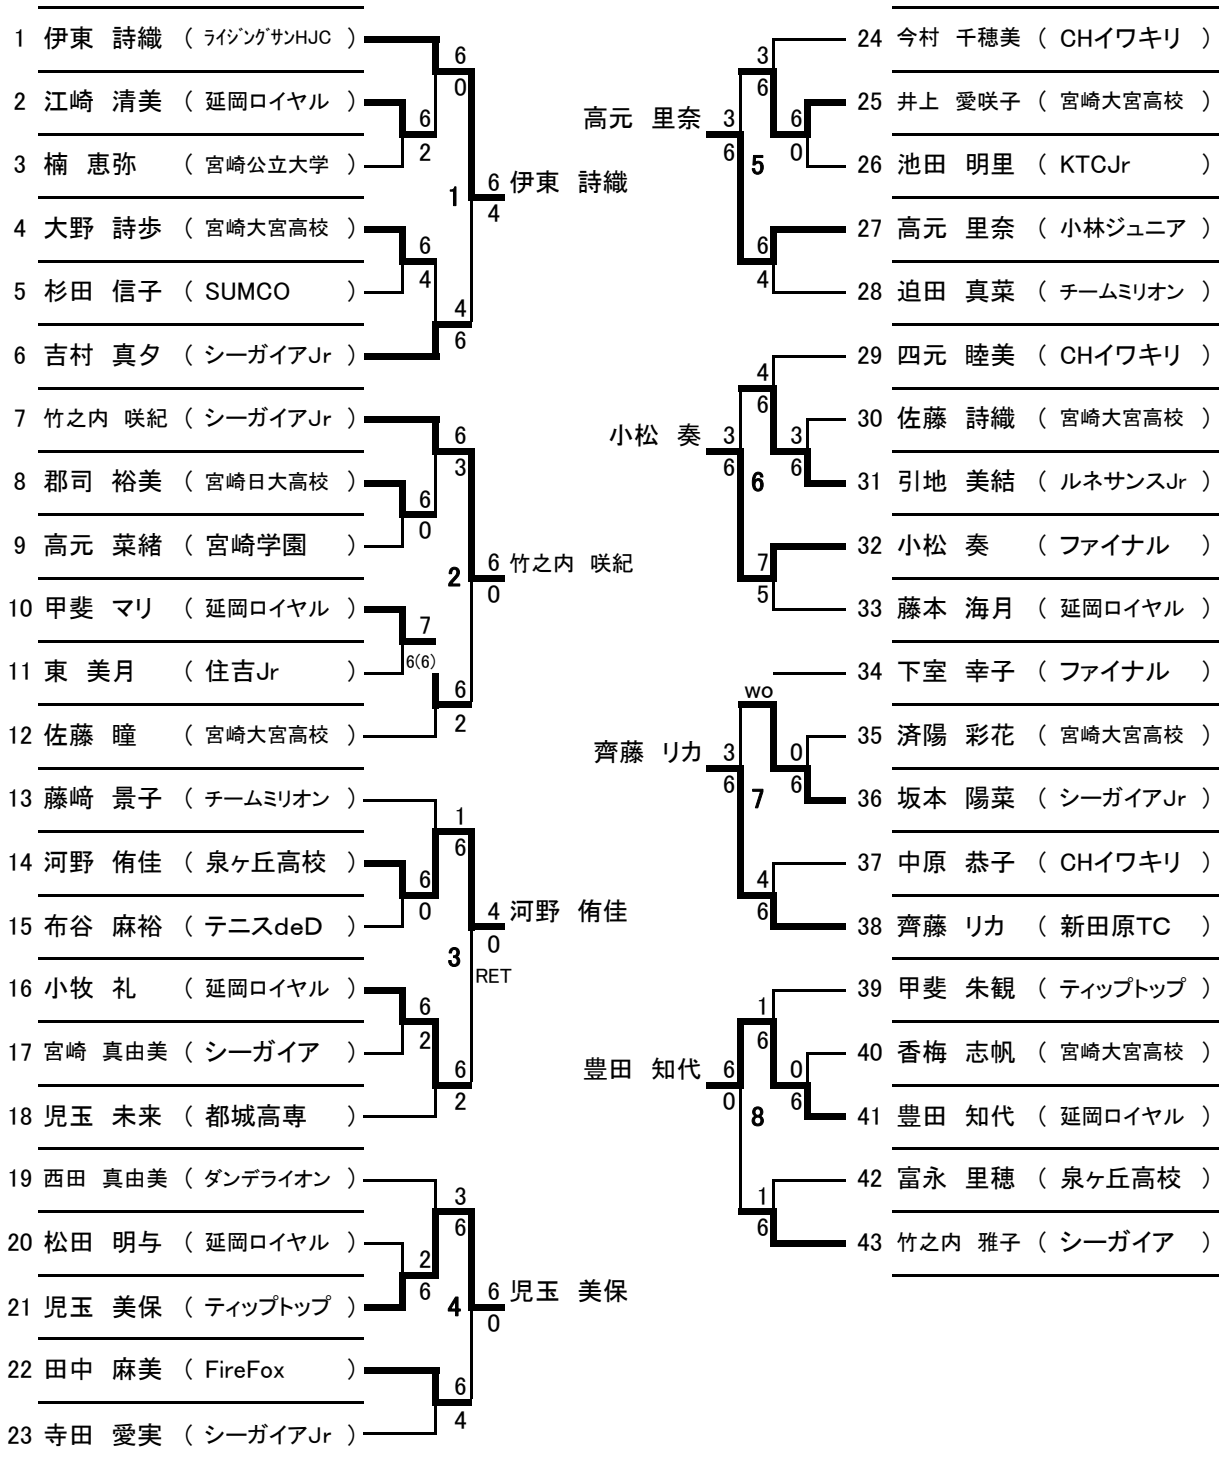 1 伊東 詩織 ( ライジングサンHJC )
2 江崎 清美 ( 延岡ロイヤル )
3 楠 恵弥 ( 宮崎公立大学 )
4 大野 詩歩 ( 宮崎大宮高校 )
5 杉田 信子 ( SUMCO )
6 吉村 真夕 ( シーガイアJr )
7 竹之内 咲紀 ( シーガイアJr )
8 郡司 裕美 ( 宮崎日大高校 )
9 高元 菜緒 ( 宮崎学園 )
10 甲斐 マリ ( 延岡ロイヤル )
11 東 美月 ( 住吉Jr )
12 佐藤 瞳 ( 宮崎大宮高校 )
13 藤﨑 景子 ( チームミリオン )
14 河野 侑佳 ( 泉ヶ丘高校 )
15 布谷 麻裕 ( テニスdeD )
16 小牧 礼 ( 延岡ロイヤル )
17 宮崎 真由美 ( シーガイア )
18 児玉 未来 ( 都城高専 )
19 西田 真由美 ( ダンデライオン )
20 松田 明与 ( 延岡ロイヤル )
21 児玉 美保 ( ティップトップ )
22 田中 麻美 ( FireFox )
23 寺田 愛実 ( シーガイアJr )
6
2
6
4
6
0
7
6(6)
6
0
6
2
2
6
6
0
4
6
6
3
6
2
1
6
6
2
3
6
6
4
1
6 伊東 詩織
4
2
6 竹之内 咲紀
0
3
4 河野 侑佳
0
RET
4
6 児玉 美保
0
高元 里奈 3
6
5
小松 奏 3
6
6
齊藤 リカ 3
6
7
豊田 知代 6
0
8
3
6
6
4
4
6
7
5
wo
4
6
1
6
1
6
6
0
3
6
0
6
0
6
24 今村 千穂美 ( CHイワキリ )
25 井上 愛咲子 ( 宮崎大宮高校 )
26 池田 明里 ( KTCJr )
27 高元 里奈 ( 小林ジュニア )
28 迫田 真菜 ( チームミリオン )
29 四元 睦美 ( CHイワキリ )
30 佐藤 詩織 ( 宮崎大宮高校 )
31 引地 美結 ( ルネサンスJr )
32 小松 奏 ( ファイナル )
33 藤本 海月 ( 延岡ロイヤル )
34 下室 幸子 ( ファイナル )
35 済陽 彩花 ( 宮崎大宮高校 )
36 坂本 陽菜 ( シーガイアJr )
37 中原 恭子 ( CHイワキリ )
38 齊藤 リカ ( 新田原TC )
39 甲斐 朱観 ( ティップトップ )
40 香梅 志帆 ( 宮崎大宮高校 )
41 豊田 知代 ( 延岡ロイヤル )
42 富永 里穂 ( 泉ヶ丘高校 )
43 竹之内 雅子 ( シーガイア )